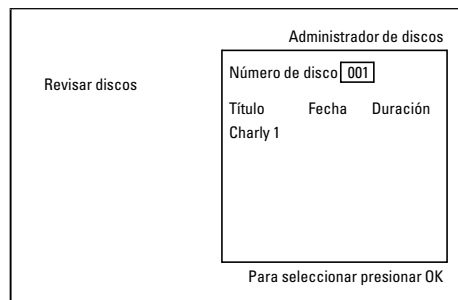 Administrador de discos
Revisar discos
Número de disco 001
Título Fecha Duración
Charly 1
Para seleccionar presionar OK